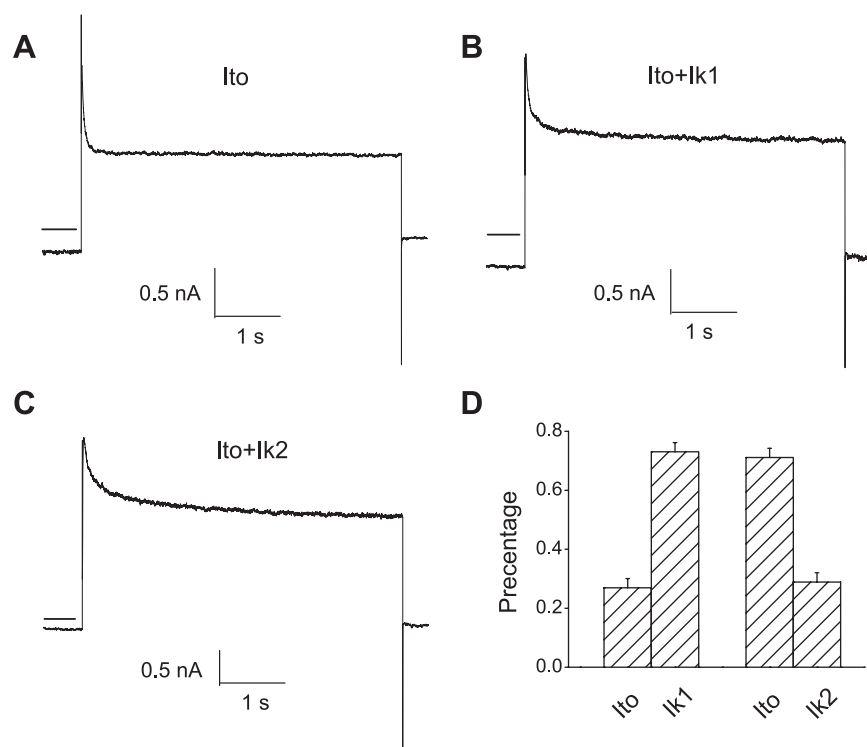 A
Ito
0.5 nA
1 s
B
Ito+Ik1
0.5 nA
1 s
C
Ito+Ik2
0.5 nA
1 s
D
Precentage
0.8
0.6
0.4
0.2
0.0
Ito
Ik1
Ito
Ik2